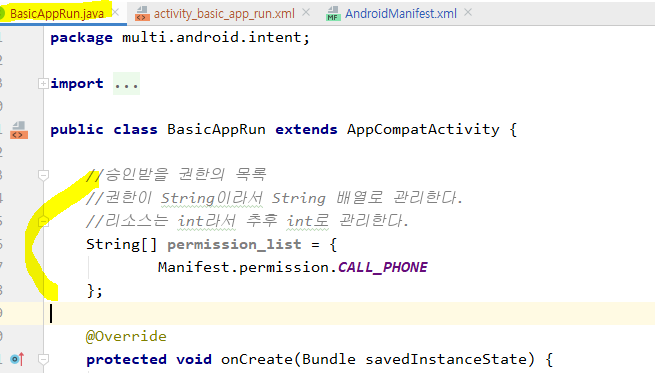 BasicAppRun.java activity_basic_app_run.xml AndroidManifest.xml
package multi.android.intent;
import ...
public class BasicAppRun extends AppCompatActivity {
//승인받을 권한의 목록
//권한이 String이라서 String 배열로 관리한다.
//리소스는 int라서 추후 int로 관리한다.
String[] permission_list = {
Manifest.permission.CALL_PHONE
};
@Override
protected void onCreate(Bundle savedInstanceState) {